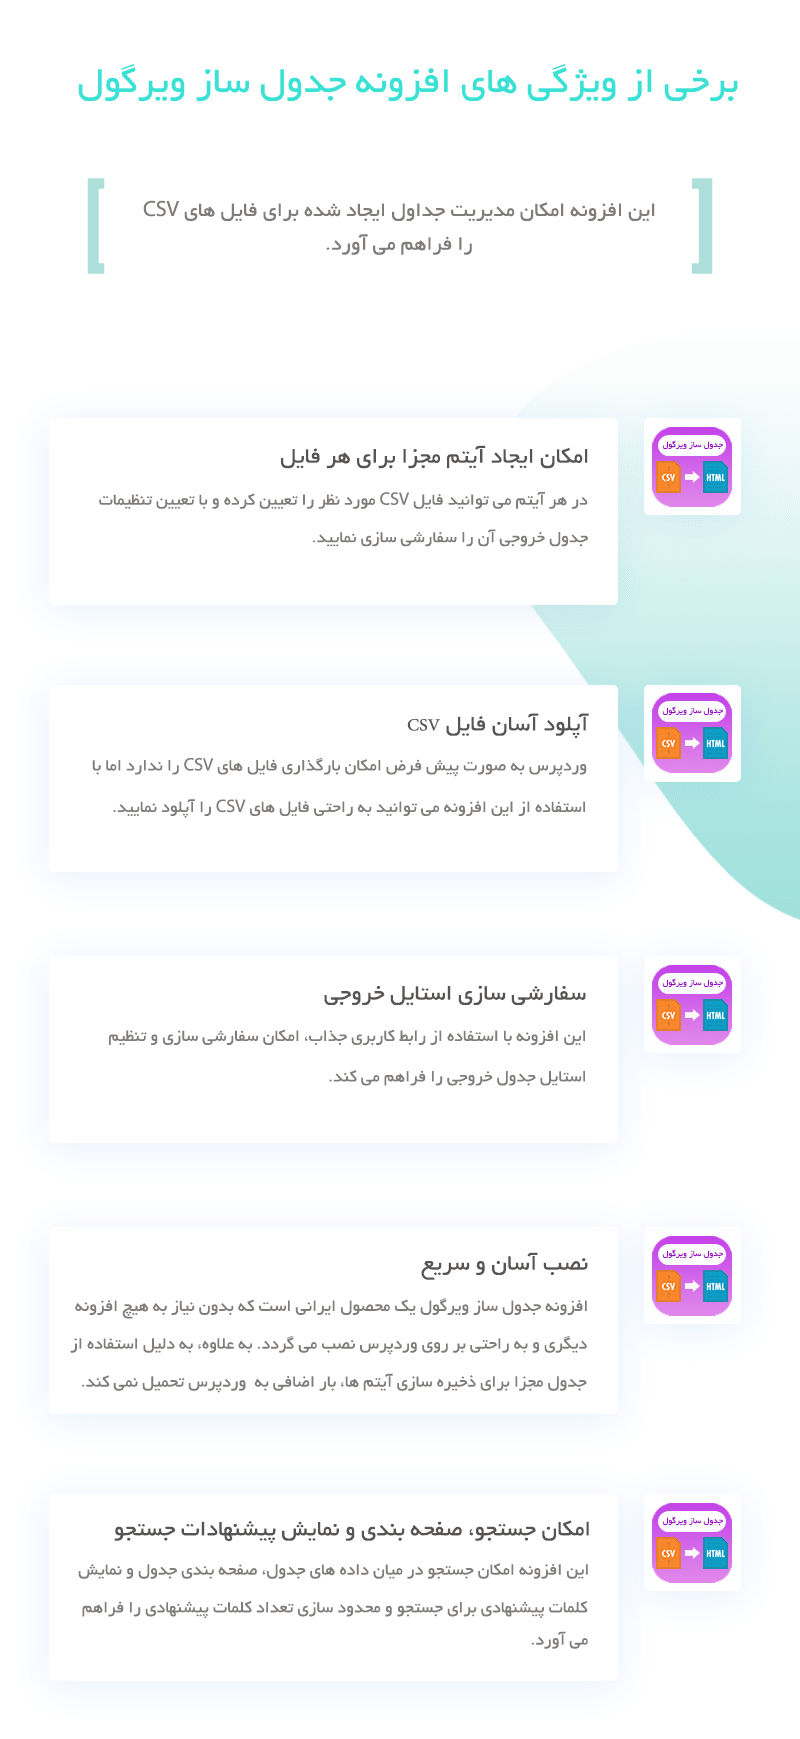 برخی از ویژگی های افزونه جدول ساز ویرگول
این افزونه امکان مدیریت جداول ایجاد شده برای فایل های CSV
را فراهم می آورد.
جدول ساز ویرگول
CSV HTML
امکان ایجاد آیتم مجزا برای هر فایل
در هر آیتم می توانید فایل CSV مورد نظر را تعیین کرده و با تعیین تنظیمات
جدول خروجی آن را سفارشی سازی نمایید.
جدول ساز ویرگول
CSV HTML
آپلود آسان فایل CSV
وردپرس به صورت پیش فرض امکان بارگذاری فایل های CSV را ندارد اما با
استفاده از این افزونه می توانید به راحتی فایل های CSV را آپلود نمایید.
جدول ساز ویرگول
CSV HTML
سفارشی سازی استایل خروجی
این افزونه با استفاده از رابط کاربری جذاب، امکان سفارشی سازی و تنظیم
استایل جدول خروجی را فراهم می کند.
جدول ساز ویرگول
CSV HTML
نصب آسان و سریع
افزونه جدول ساز ویرگول یک محصول ایرانی است که بدون نیاز به هیچ افزونه
دیگری و به راحتی بر روی وردپرس نصب می گردد. به علاوه، به دلیل استفاده از
جدول مجزا برای ذخیره سازی آیتم ها، بار اضافی به وردپرس تحمیل نمی کند.
جدول ساز ویرگول
CSV HTML
امکان جستجو، صفحه بندی و نمایش پیشنهادات جستجو
این افزونه امکان جستجو در میان داده های جدول، صفحه بندی جدول و نمایش
کلمات پیشنهادی برای جستجو و محدود سازی تعداد کلمات پیشنهادی را فراهم
می آورد.